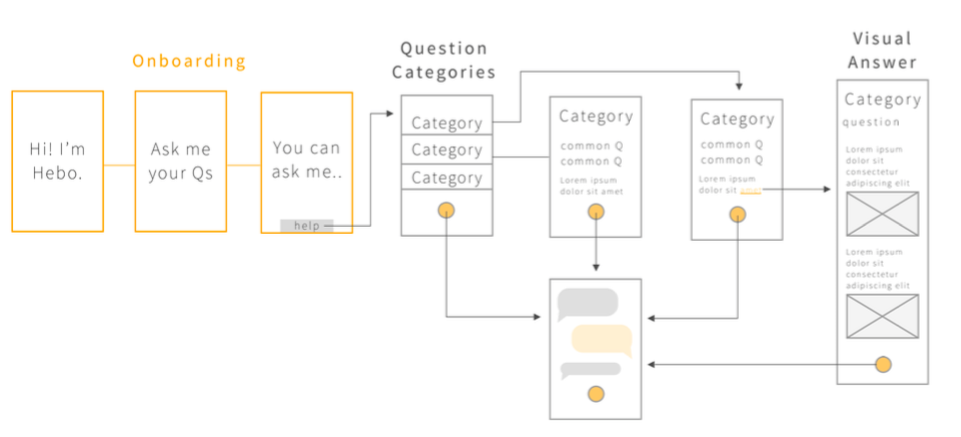 Onboarding
Hi! I'm
Hebo.
Ask me
your Qs
You can
ask me..
help
Question
Categories
Category
Category
Category
Category
common Q
common Q
Lorem ipsum
dolor sit amet
Category
common Q
common Q
Lorem ipsum
dolor sit amet
Visual
Answer
Category
question
Lorem ipsum
dolor sit
consectetur
adipiscing elit
Lorem ipsum
dolor sit
consectetur
adipiscing elit